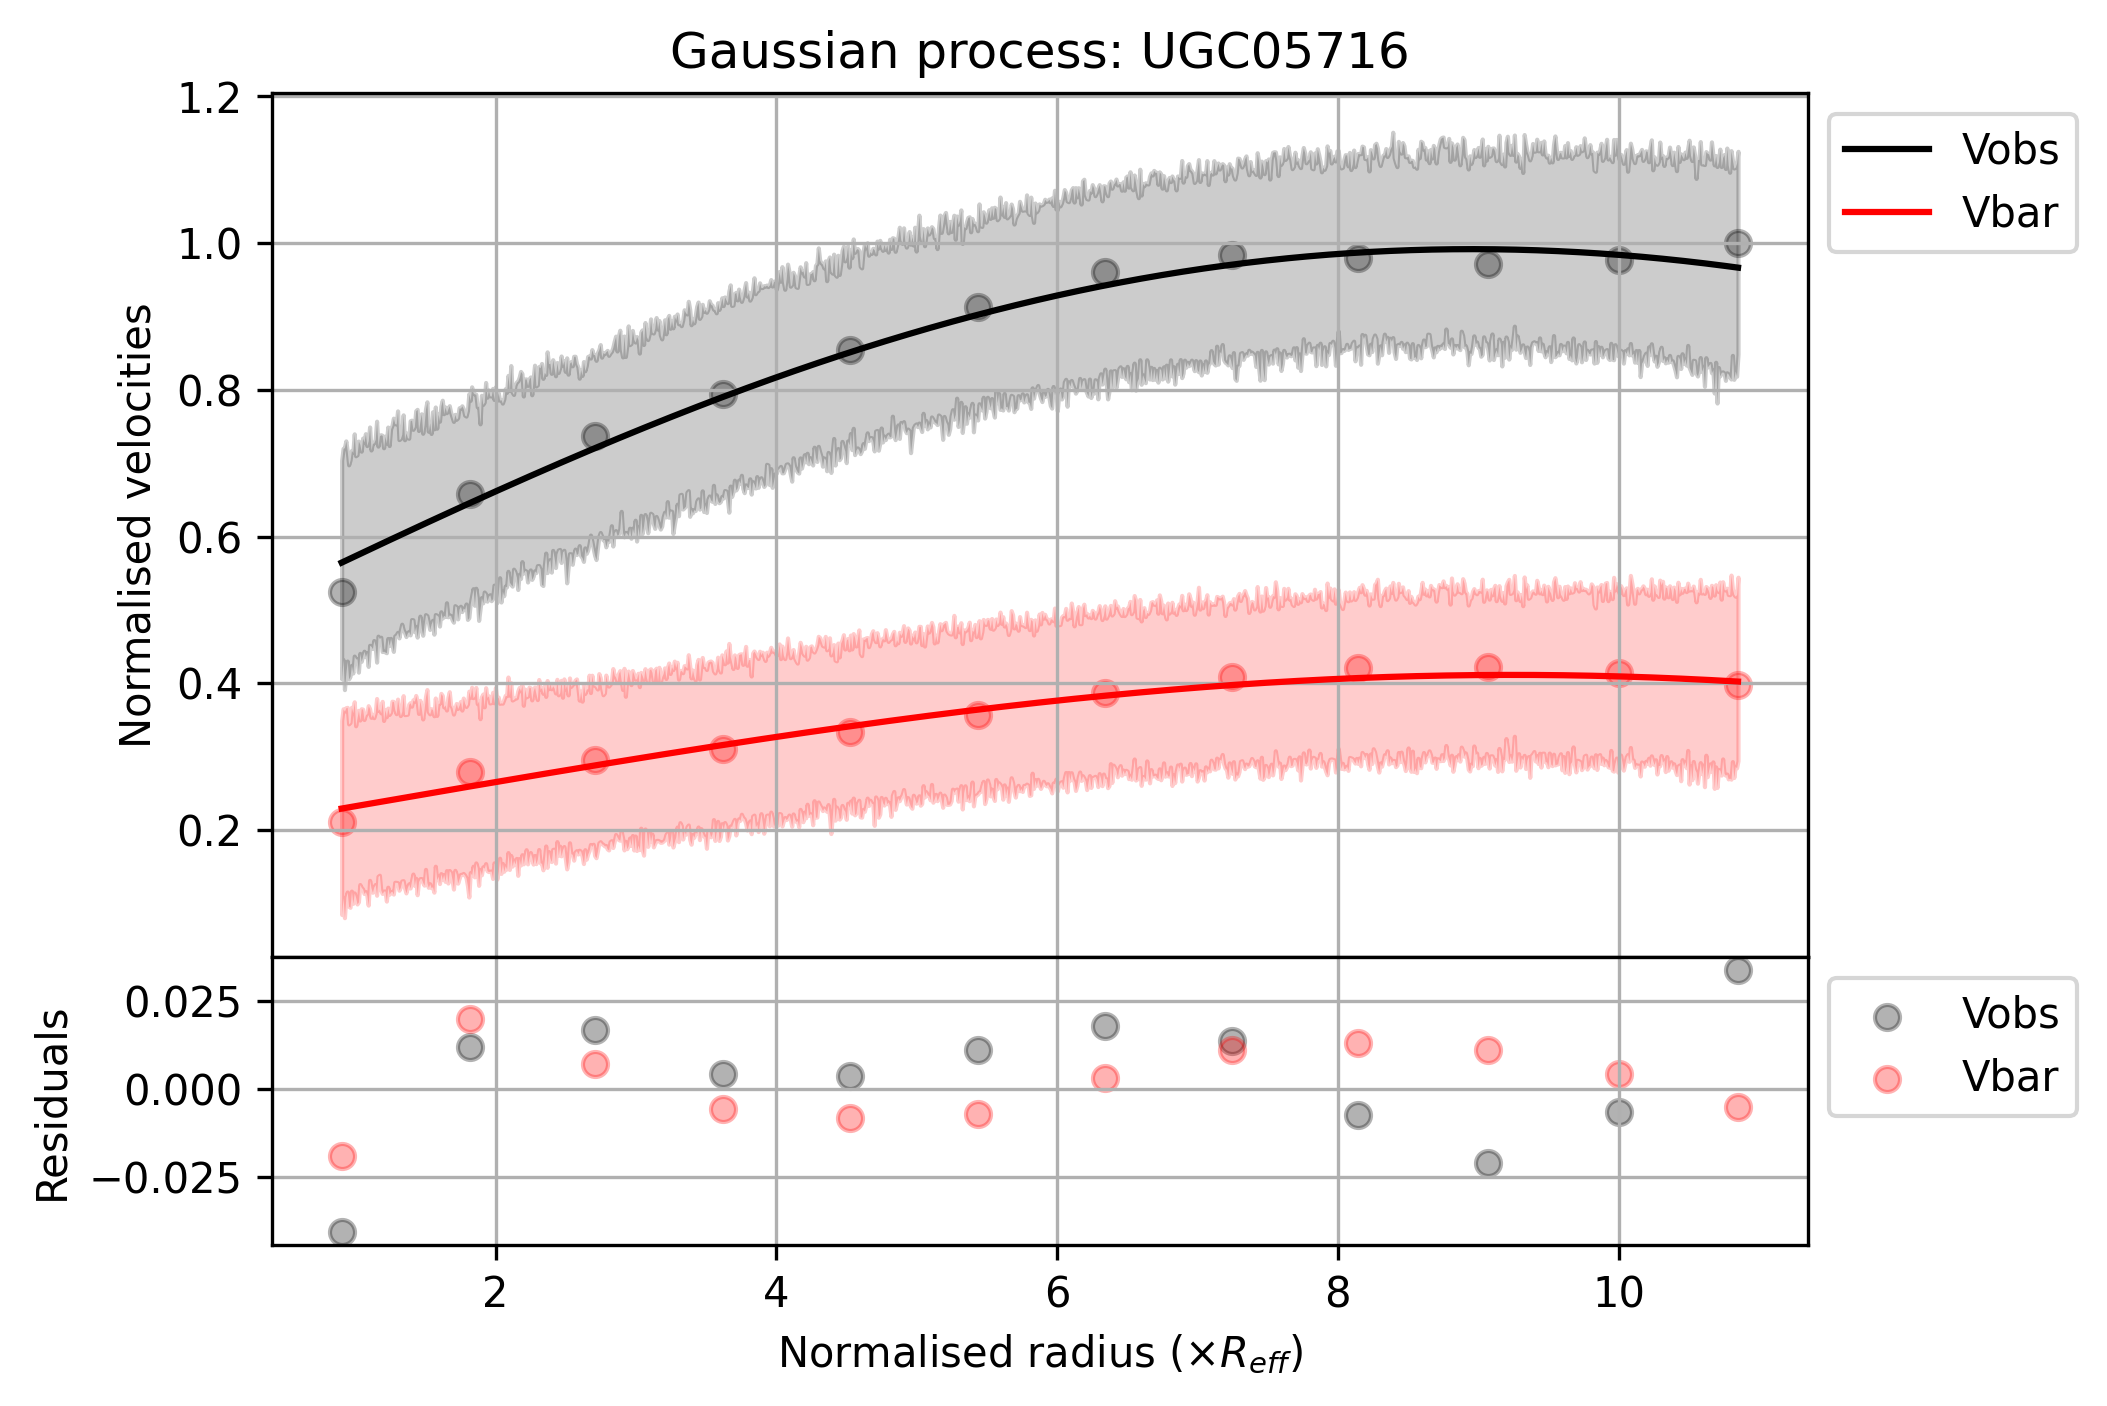 Gaussian process: UGC05716
1.2
1.0
0.8
0.6
0.4
0.2
Normalised velocities
Vobs
Vbar
0.025
0.000
−0.025
Residuals
Vobs
Vbar
2
4
6
8
10
Normalised radius (×R_eff)